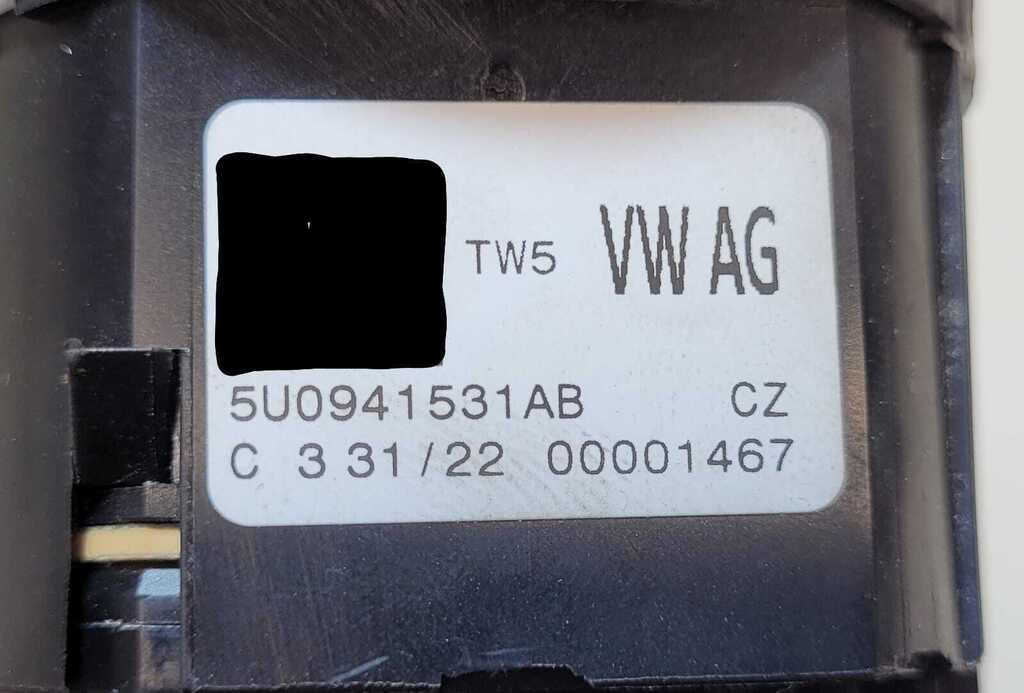 TW5 VW AG
5U0941531AB CZ
C 3 31/22 00001467